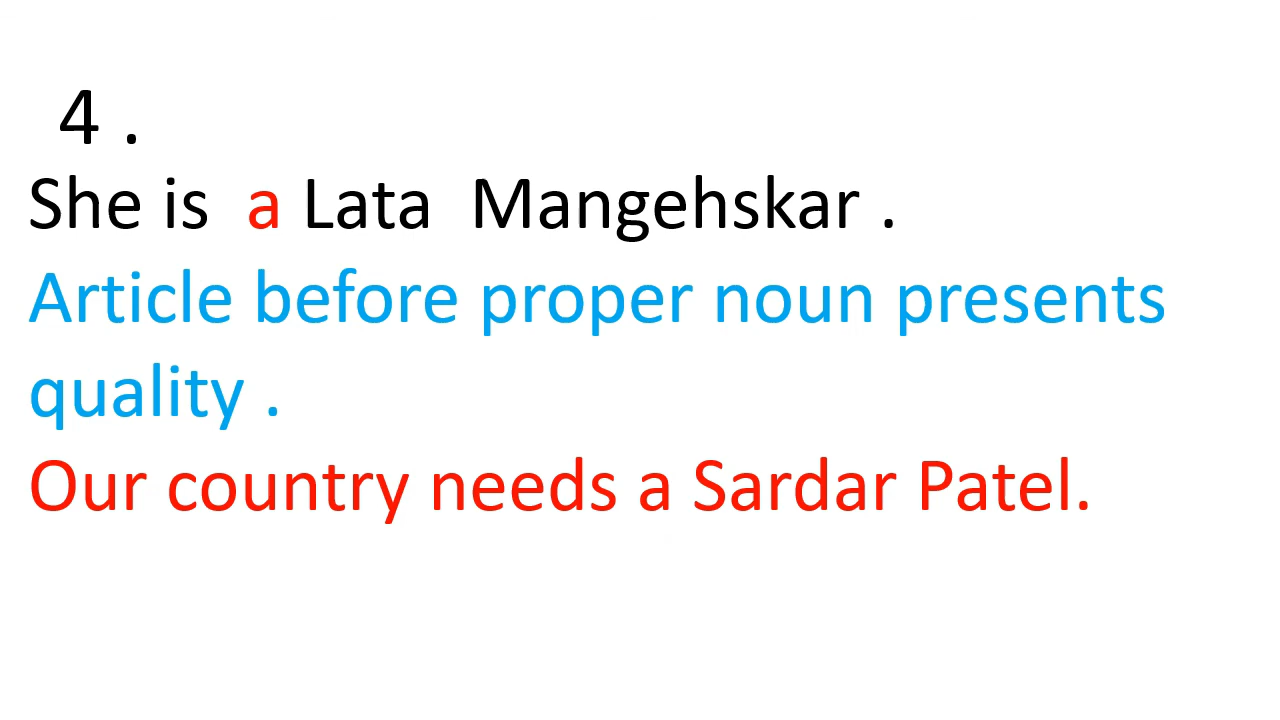 4 .
She is a Lata Mangehskar .
Article before proper noun presents
quality .
Our country needs a Sardar Patel.